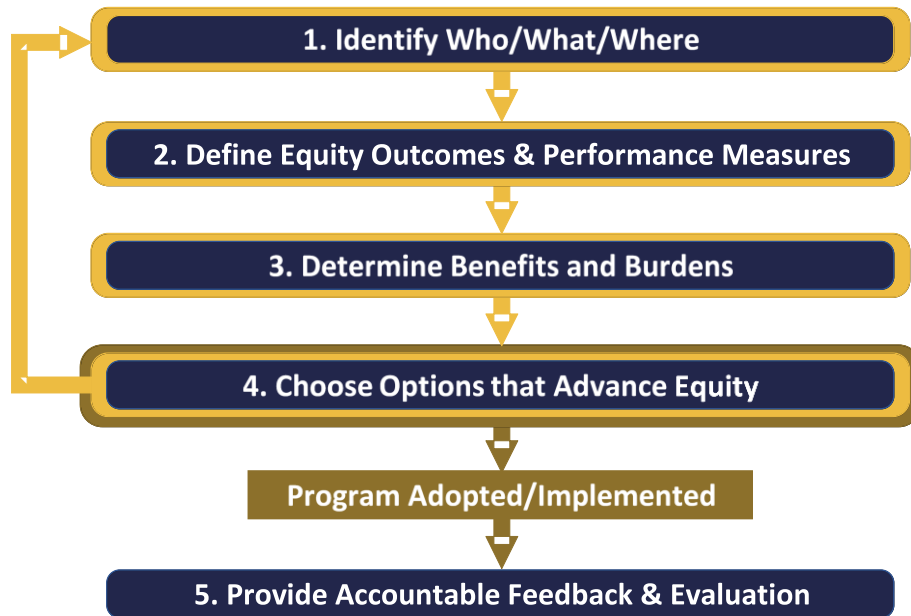 1. Identify Who/What/Where
2. Define Equity Outcomes & Performance Measures
3. Determine Benefits and Burdens
4. Choose Options that Advance Equity
Program Adopted/Implemented
5. Provide Accountable Feedback & Evaluation